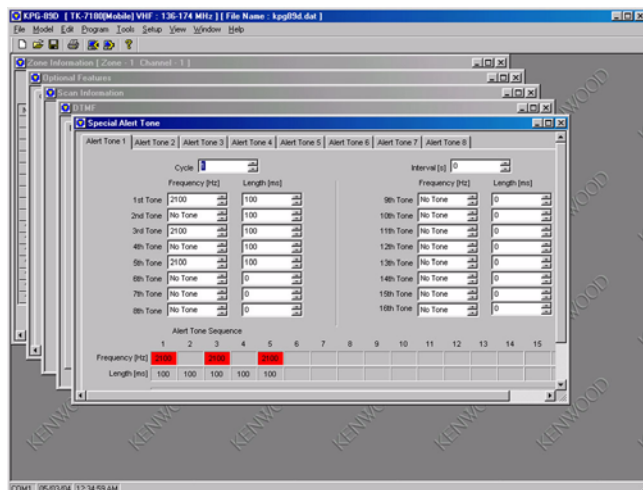 KPG-89D [ TK-7180[Mobile] VHF : 136-174 MHz ] [ File Name : kpg89d.dat ]
File Model Edit Program Tools Setup View Window Help
Zone Information [ Zone - 1 Channel - 1 ]
Optional Features
Scan Information
DTMF
Special Alert Tone
Alert Tone 1 Alert Tone 2 Alert Tone 3 Alert Tone 4 Alert Tone 5 Alert Tone 6 Alert Tone 7 Alert Tone 8
Cycle Interval [s] 0
Frequency [Hz] Length [ms] Frequency [Hz] Length [ms]
1st Tone 2100 100 9th Tone No Tone 0
2nd Tone No Tone 100 10th Tone No Tone 0
3rd Tone 2100 100 11th Tone No Tone 0
4th Tone No Tone 100 12th Tone No Tone 0
5th Tone 2100 100 13th Tone No Tone 0
6th Tone No Tone 0 14th Tone No Tone 0
7th Tone No Tone 0 15th Tone No Tone 0
8th Tone No Tone 0 16th Tone No Tone 0
Alert Tone Sequence
1 2 3 4 5 6 7 8 9 10 11 12 13 14 15
Frequency [Hz] 2100 2100 2100
Length [ms] 100 100 100 100 100
KENWOOD
KENWOOD
KENWOOD
KENWOOD
KENWOOD KENWOOD KENWOOD KENWOOD KENWOOD KENWOOD
COM1 05/03/04 12:34:59 AM